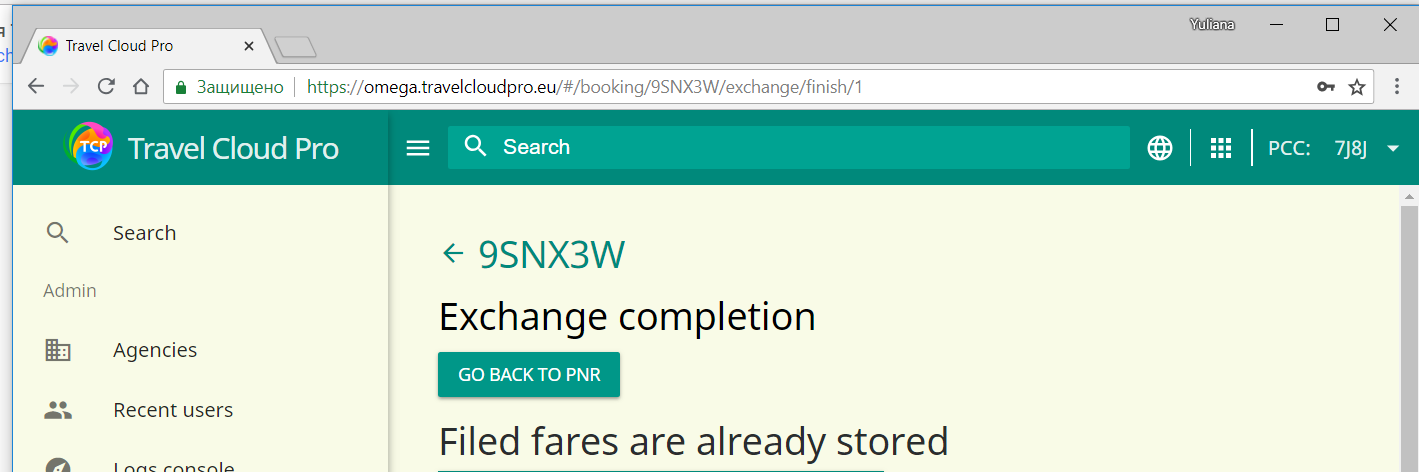 Yuliana
Travel Cloud Pro
Защищено
https://omega.travelcloudpro.eu/#/booking/9SNX3W/exchange/finish/1
TCP Travel Cloud Pro
Search
PCC: 7J8J
Search
Admin
Agencies
Recent users
Logs console
9SNX3W
Exchange completion
GO BACK TO PNR
Filed fares are already stored